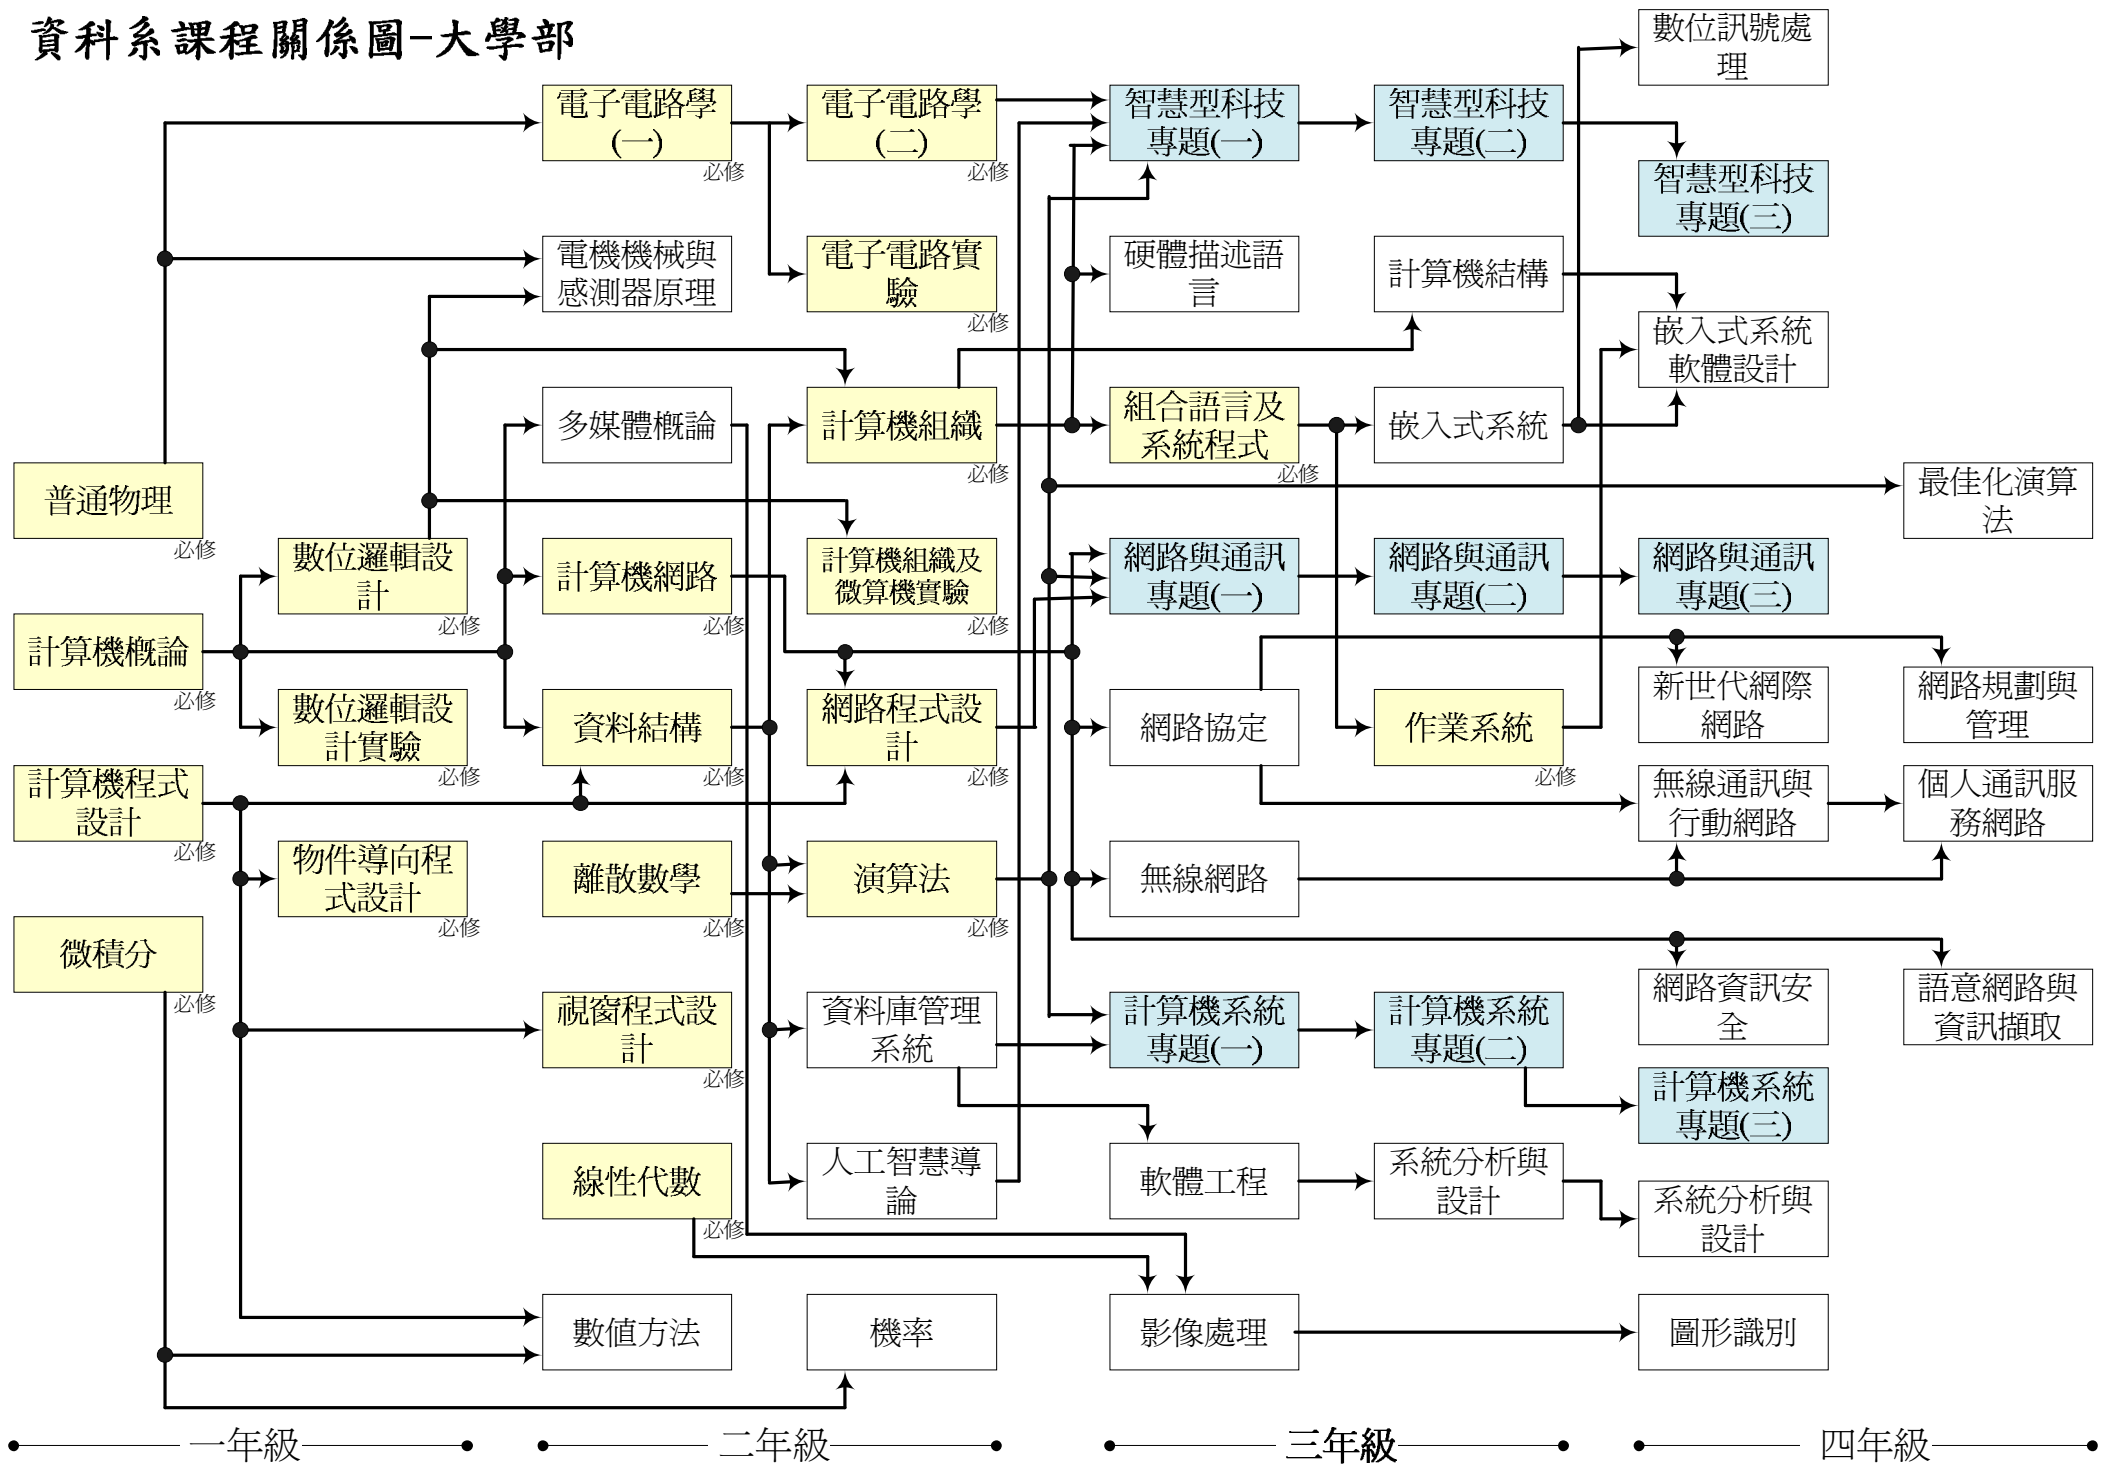 資科系課程關係圖-大學部
數位訊號處
理
電子電路學
(一)
必修
電子電路學
(二)
必修
智慧型科技
專題(一)
智慧型科技
專題(二)
智慧型科技
專題(三)
電機機械與
感測器原理
電子電路實
驗
必修
硬體描述語
言
計算機結構
嵌入式系統
軟體設計
多媒體概論
計算機組織
必修
組合語言及
系統程式
必修
嵌入式系統
普通物理
必修
最佳化演算
法
數位邏輯設
計
必修
計算機網路
必修
計算機組織及
微算機實驗
必修
網路與通訊
專題(一)
網路與通訊
專題(二)
網路與通訊
專題(三)
計算機概論
必修
數位邏輯設
計實驗
必修
資料結構
必修
網路程式設
計
必修
網路協定
作業系統
必修
新世代網際
網路
網路規劃與
管理
計算機程式
設計
必修
無線通訊與
行動網路
個人通訊服
務網路
物件導向程
式設計
必修
離散數學
必修
演算法
必修
無線網路
微積分
必修
視窗程式設
計
必修
資料庫管理
系統
計算機系統
專題(一)
計算機系統
專題(二)
網路資訊安
全
語意網路與
資訊擷取
計算機系統
專題(三)
線性代數
必修
人工智慧導
論
軟體工程
系統分析與
設計
系統分析與
設計
數值方法
機率
影像處理
圖形識別
一年級
二年級
三年級
四年級